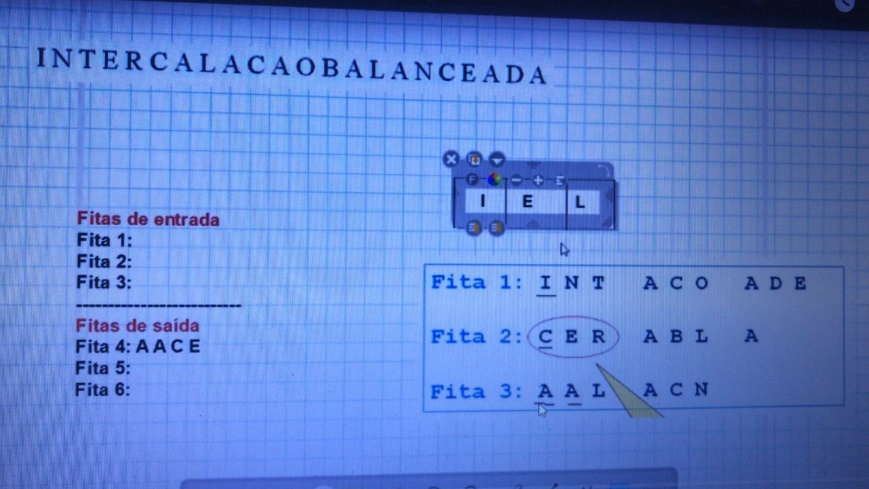 INTERCALACAOBALANCEADA
I E L
Fitas de entrada
Fita 1:
Fita 2:
Fita 3:
---------------------------
Fitas de saída
Fita 4: A A C E
Fita 5:
Fita 6:
Fita 1: I N T A C O A D E
Fita 2: C E R A B L A
Fita 3: A A L A C N